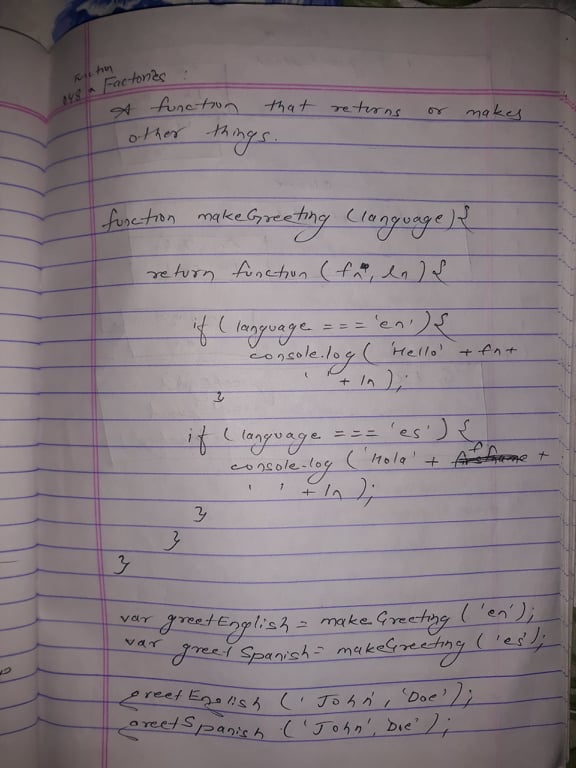 Function
048 Factories :
A function that returns or makes
other things.
function makeGreeting (language){
return function ( fn, ln ) {
if ( language === 'en' ) {
console.log ( 'Hello' + fn +
' ' + ln );
}
if ( language === 'es' ) {
console.log ( 'Hola' + f +
' ' + ln );
}
}
}
var greetEnglish = makeGreeting ( 'en' );
var greetSpanish = makeGreeting ( 'es' );
greetEnglish ( 'John', 'Doe' );
greetSpanish ( 'John', Doe' );